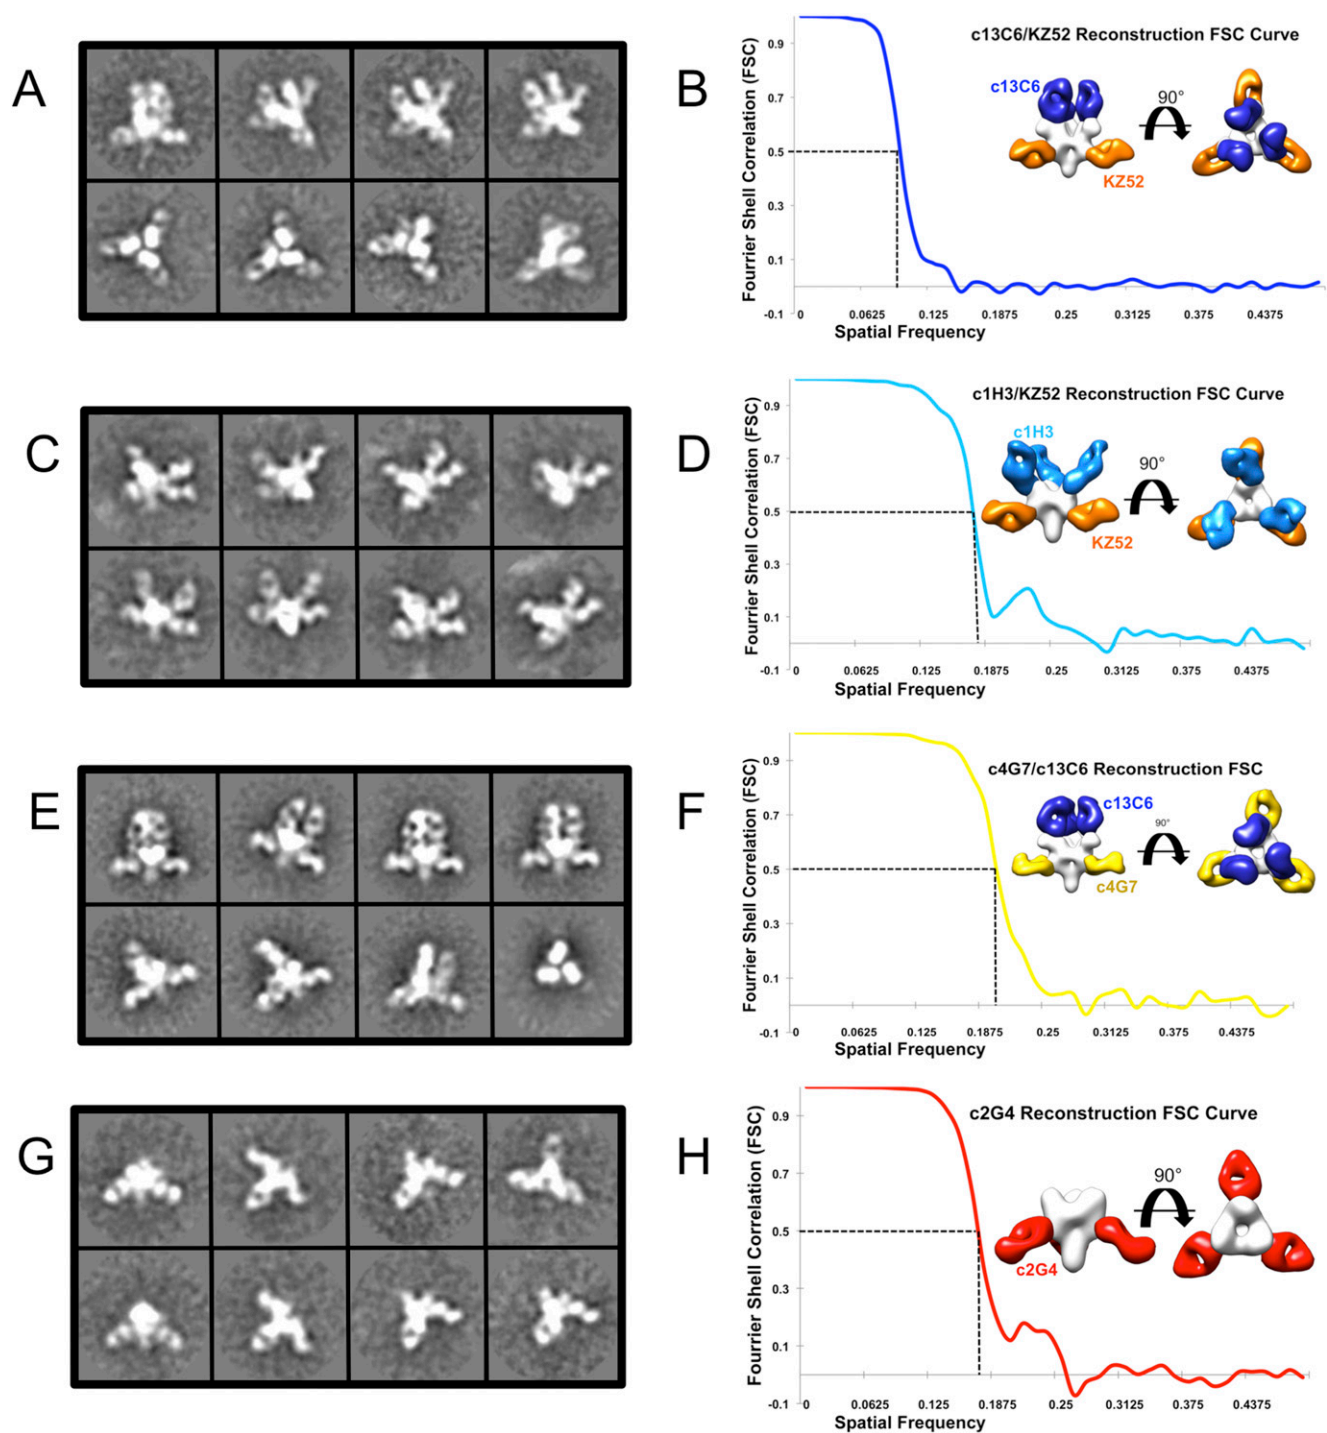 A
B
c13C6/KZ52 Reconstruction FSC Curve
Fourrier Shell Correlation (FSC)
0.9
0.7
0.5
0.3
0.1
-0.1
c13C6
90°
KZ52
0 0.0625 0.125 0.1875 0.25 0.3125 0.375 0.4375
Spatial Frequency
C
D
c1H3/KZ52 Reconstruction FSC Curve
Fourrier Shell Correlation (FSC)
0.9
0.7
0.5
0.3
0.1
-0.1
c1H3
90°
KZ52
0 0.0625 0.125 0.1875 0.25 0.3125 0.375 0.4375
Spatial Frequency
E
F
c4G7/c13C6 Reconstruction FSC
Fourrier Shell Correlation (FSC)
0.9
0.7
0.5
0.3
0.1
-0.1
c13C6
90°
c4G7
0 0.0625 0.125 0.1875 0.25 0.3125 0.375 0.4375
Spatial Frequency
G
H
c2G4 Reconstruction FSC Curve
Fourrier Shell Correlation (FSC)
0.9
0.7
0.5
0.3
0.1
-0.1
90°
c2G4
0 0.0625 0.125 0.1875 0.25 0.3125 0.375 0.4375
Spatial Frequency